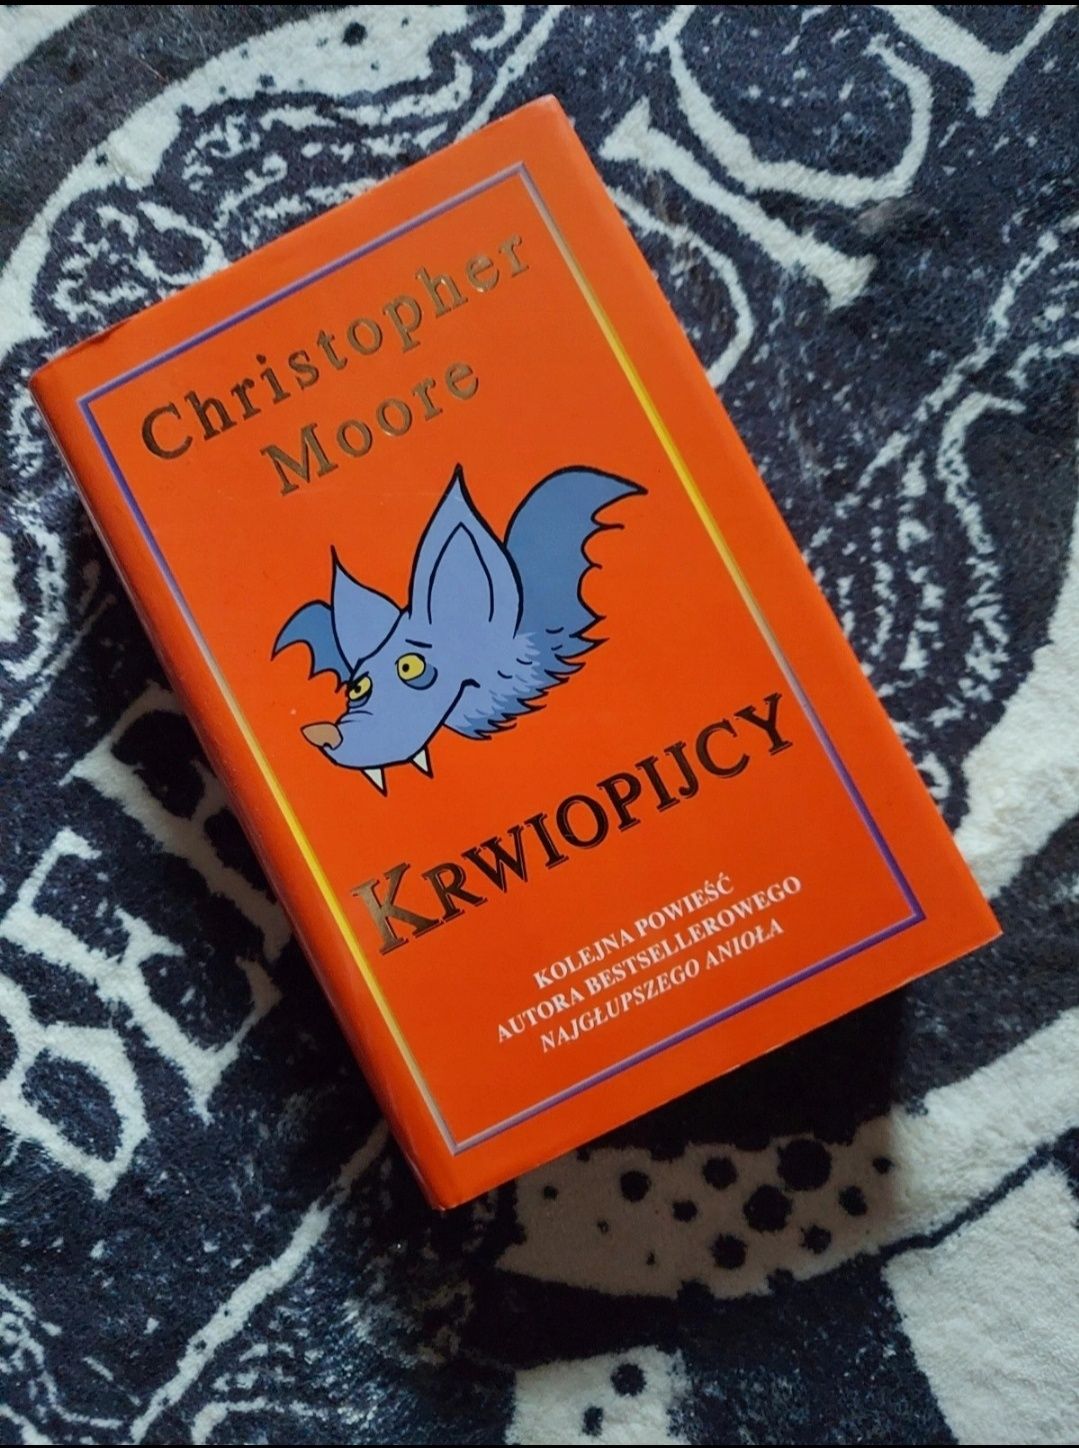 Christopher
Moore
KRWIOPIJCY
KOLEJNA POWIEŚĆ
AUTORA BESTSELLEROWEGO
NAJGŁUPSZEGO ANIOŁA